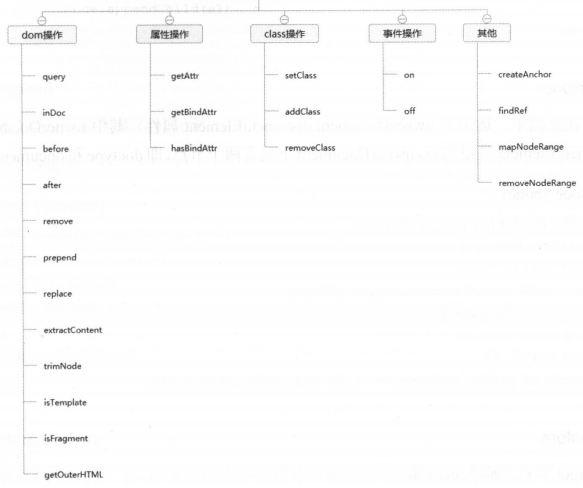 dom操作
属性操作
class操作
事件操作
其他
query
inDoc
before
after
remove
prepend
replace
extractContent
trimNode
isTemplate
isFragment
getOuterHTML
getAttr
getBindAttr
hasBindAttr
setClass
addClass
removeClass
on
off
createAnchor
findRef
mapNodeRange
removeNodeRange